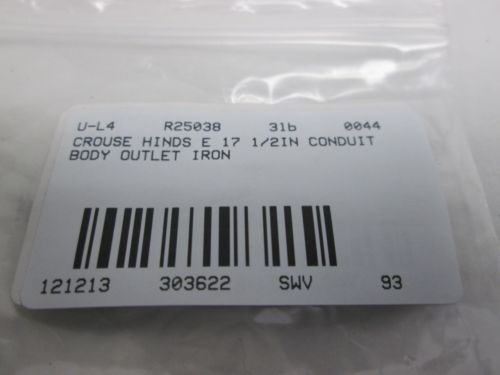 U-L4 R25038 31b 0044
CROUSE HINDS E 17 1/2IN CONDUIT
BODY OUTLET IRON
121213 303622 SWV 93